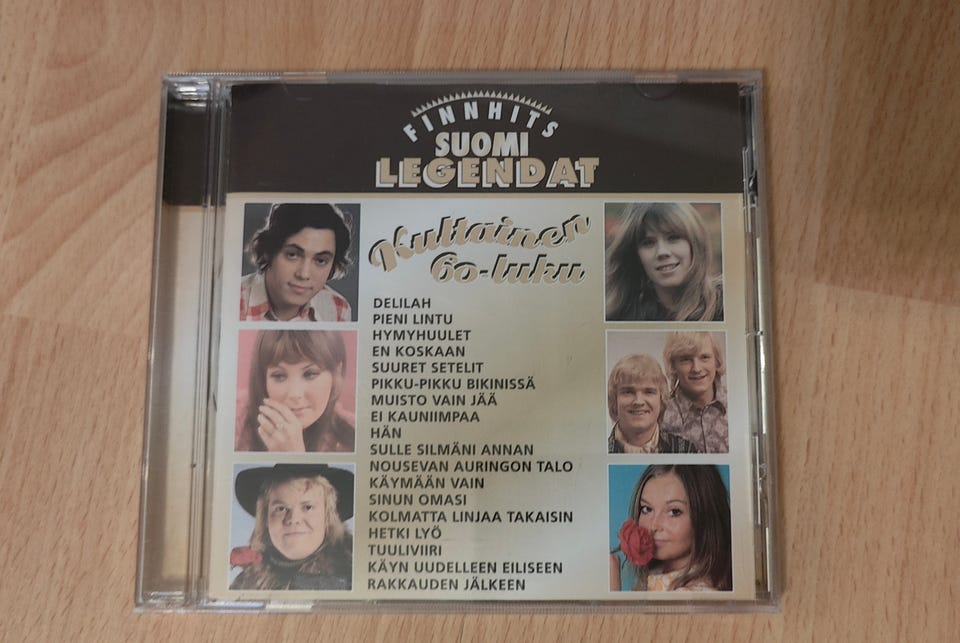 FINNHITS
SUOMI
LEGENDAT
Kultainen
60-luku
DELILAH
PIENI LINTU
HYMYHUULET
EN KOSKAAN
SUURET SETELIT
PIKKU-PIKKU BIKINISSÄ
MUISTO VAIN JÄÄ
EI KAUNIIMPAA
HÄN
SULLE SILMÄNI ANNAN
NOUSEVAN AURINGON TALO
KÄYMÄÄN VAIN
SINUN OMASI
KOLMATTA LINJAA TAKAISIN
HETKI LYÖ
TUULIVIIRI
KÄYN UUDELLEEN EILISEEN
RAKKAUDEN JÄLKEEN